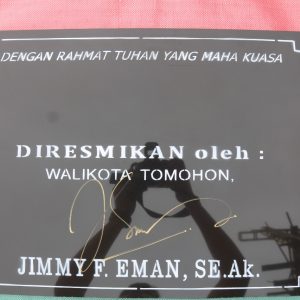 DENGAN RAHMAT TUHAN YANG MAHA KUASA
DIRESMIKAN oleh :
WALIKOTA TOMOHON,
JIMMY F. EMAN, SE.Ak.